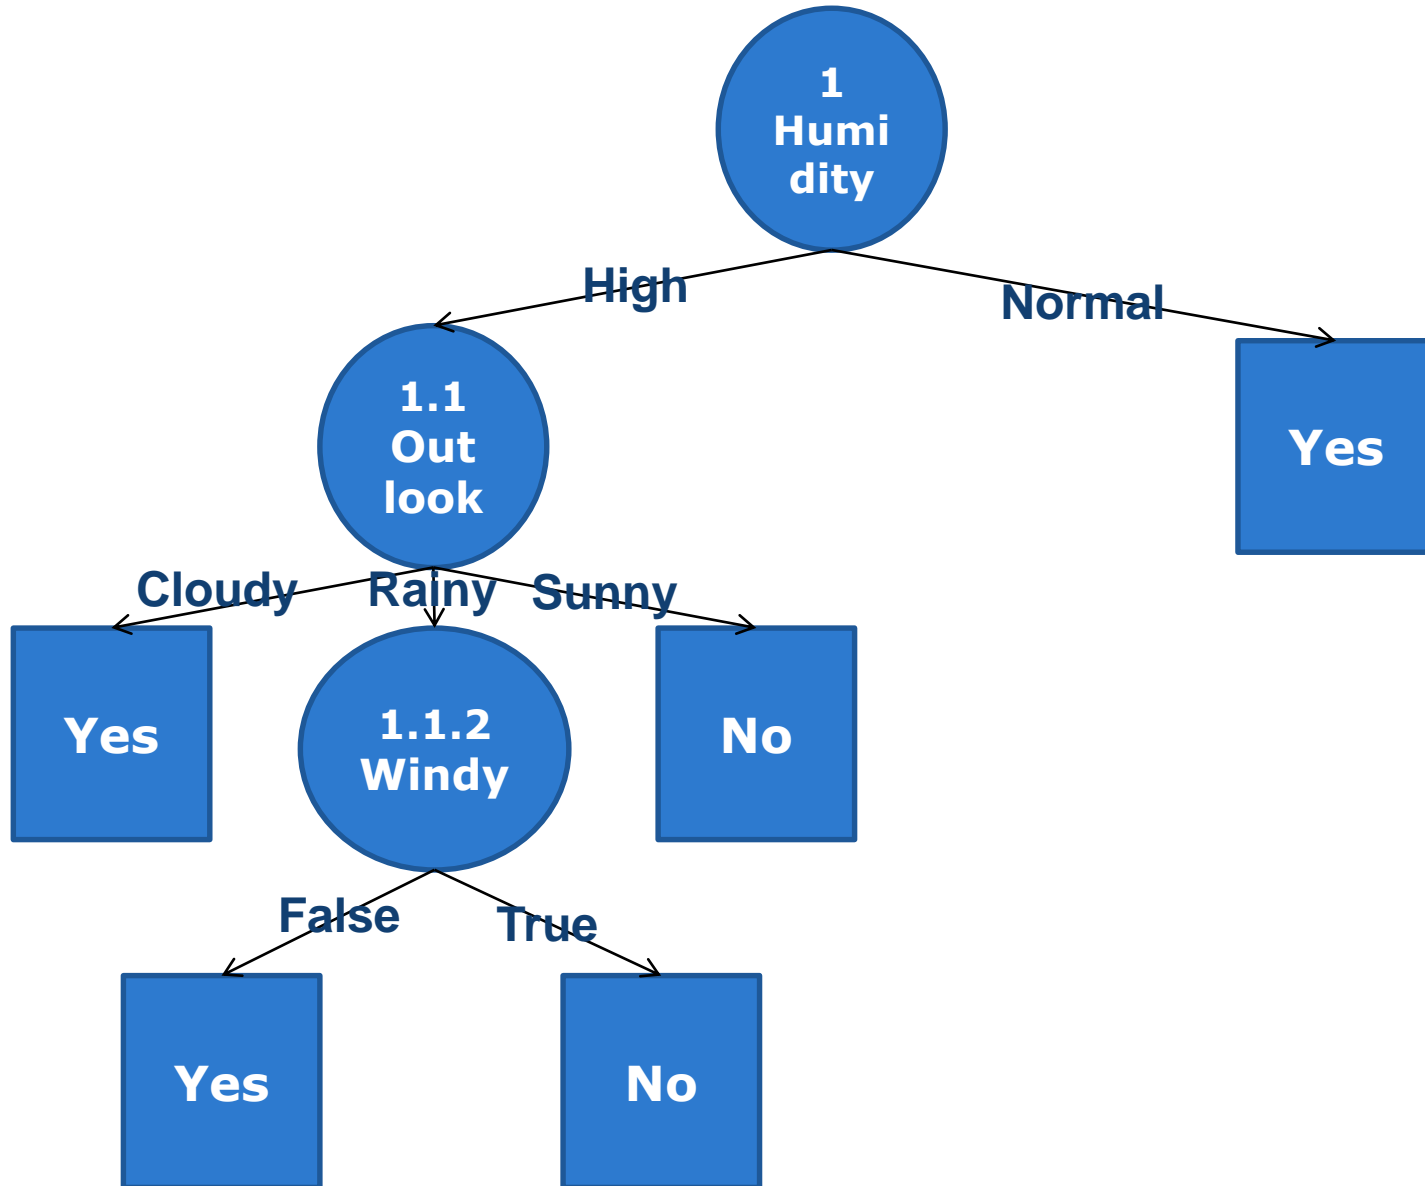 1
Humi
dity
High
Normal
1.1
Out
look
Yes
Cloudy
Rainy
Sunny
Yes
1.1.2
Windy
No
False
True
Yes
No